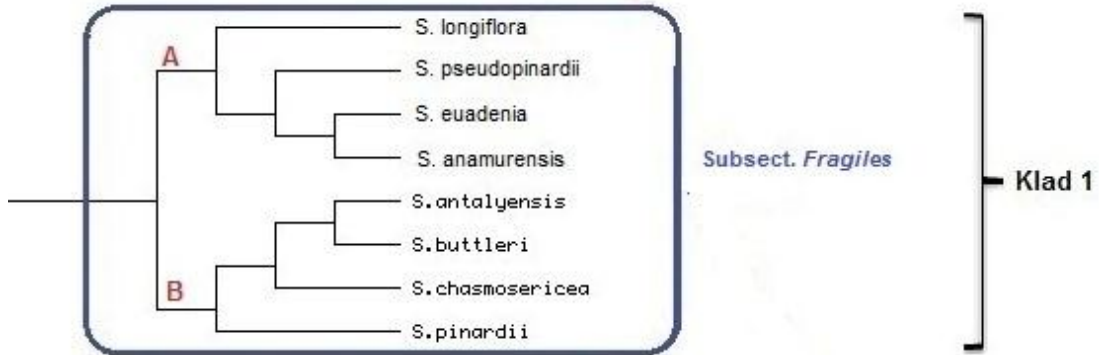 A
S. longiflora
S. pseudopinardii
S. euadenia
S. anamurensis
B
S.antalyensis
S.buttleri
S.chasmosericea
S.pinardii
Subsect. Fragiles
Klad 1